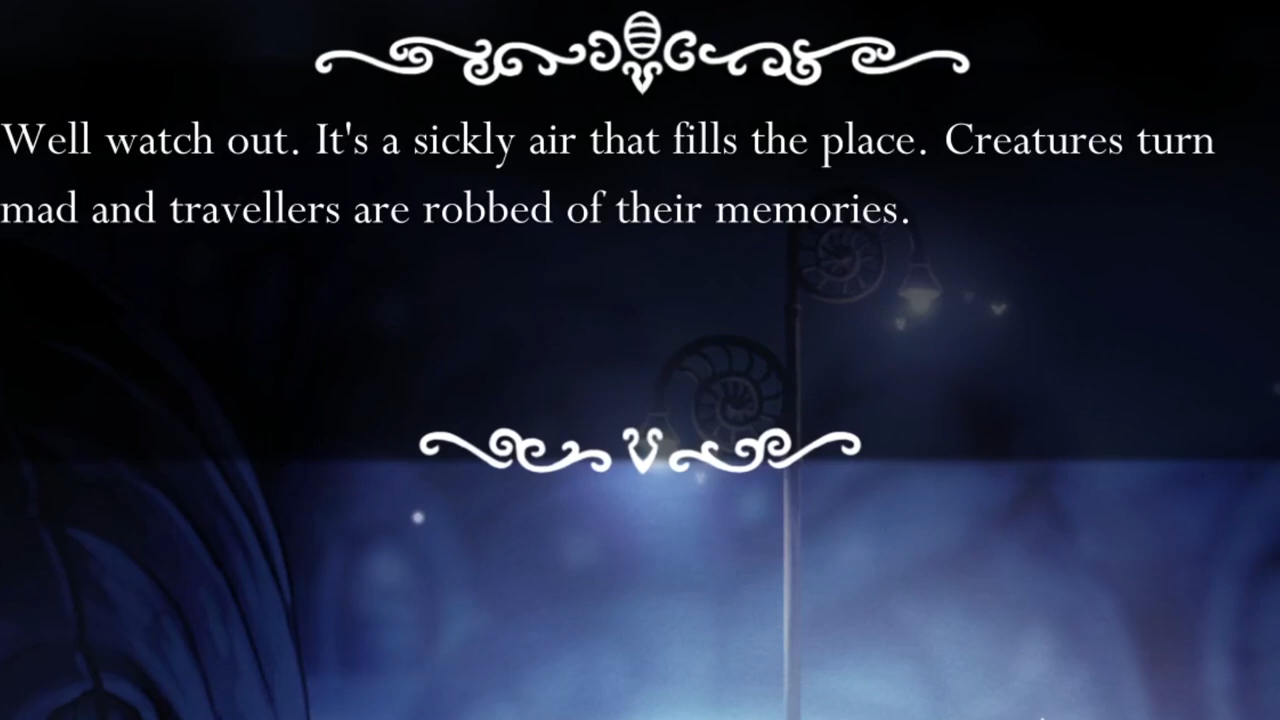 Well watch out. It's a sickly air that fills the place. Creatures turn
mad and travellers are robbed of their memories.